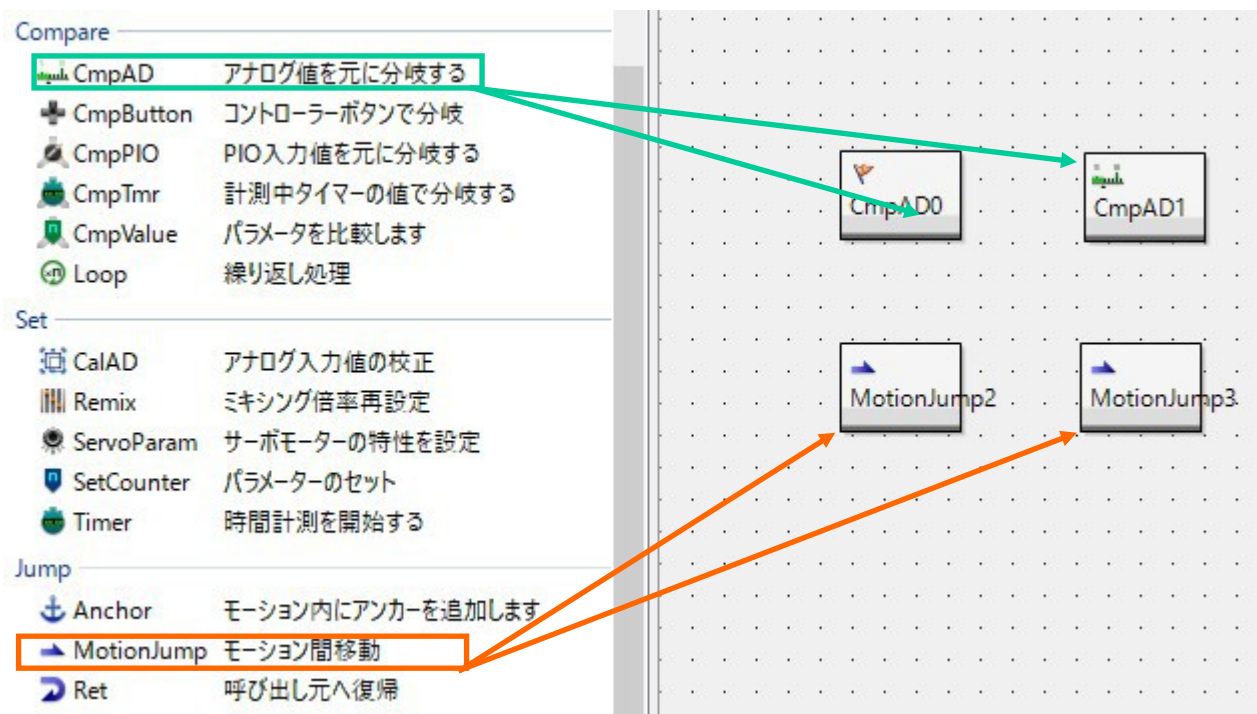 Compare
CmpAD アナログ値を元に分岐する
CmpButton コントローラーボタンで分岐
CmpPIO PIO入力値を元に分岐する
CmpTmr 計測中タイマーの値で分岐する
CmpValue パラメータを比較します
Loop 繰り返し処理
Set
CalAD アナログ入力値の校正
Remix ミキシング倍率再設定
ServoParam サーボモーターの特性を設定
SetCounter パラメーターのセット
Timer 時間計測を開始する
Jump
Anchor モーション内にアンカーを追加します
MotionJump モーション間移動
Ret 呼び出し元へ復帰
CmpAD0
CmpAD1
MotionJump2
MotionJump3